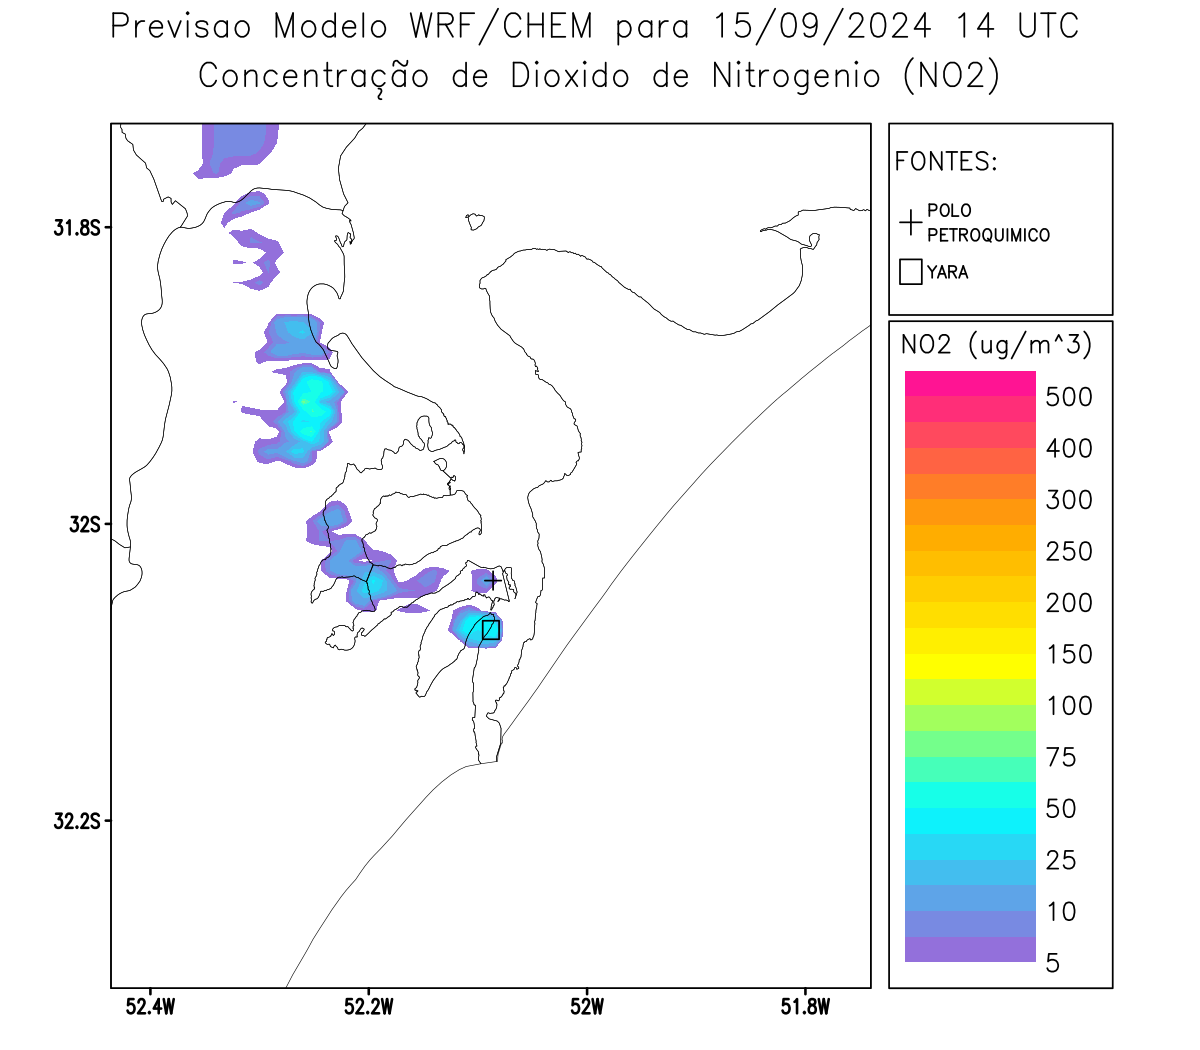 Previsao Modelo WRF/CHEM para 15/09/2024 14 UTC
Concentração de Dioxido de Nitrogenio (NO2)
FONTES:
POLO
PETROQUIMICO
YARA
NO2 (ug/m^3)
500
400
300
250
200
150
100
75
50
25
10
5
31.8S
32S
32.2S
52.4W
52.2W
52W
51.8W